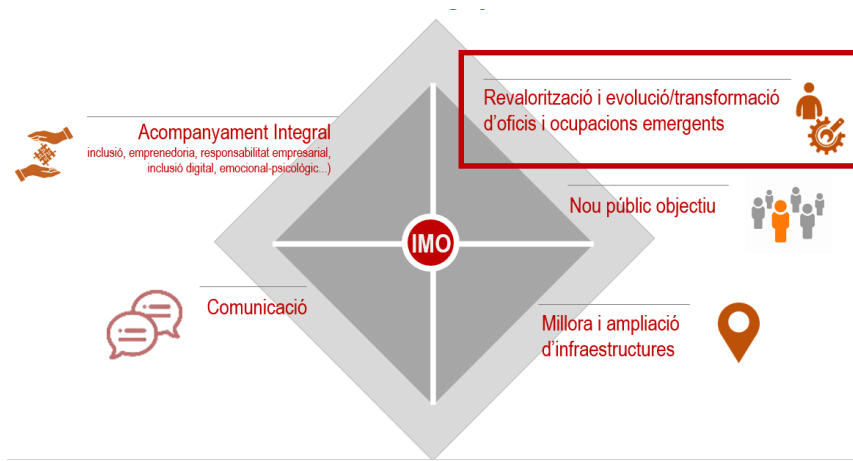 Revalorització i evolució/transformació
d'oficis i ocupacions emergents
Acompanyament Integral
inclusió, emprenedoria, responsabilitat empresarial,
inclusió digital, emocional-psicològic...)
Nou públic objectiu
IMO
Comunicació
Millora i ampliació
d'infraestructures